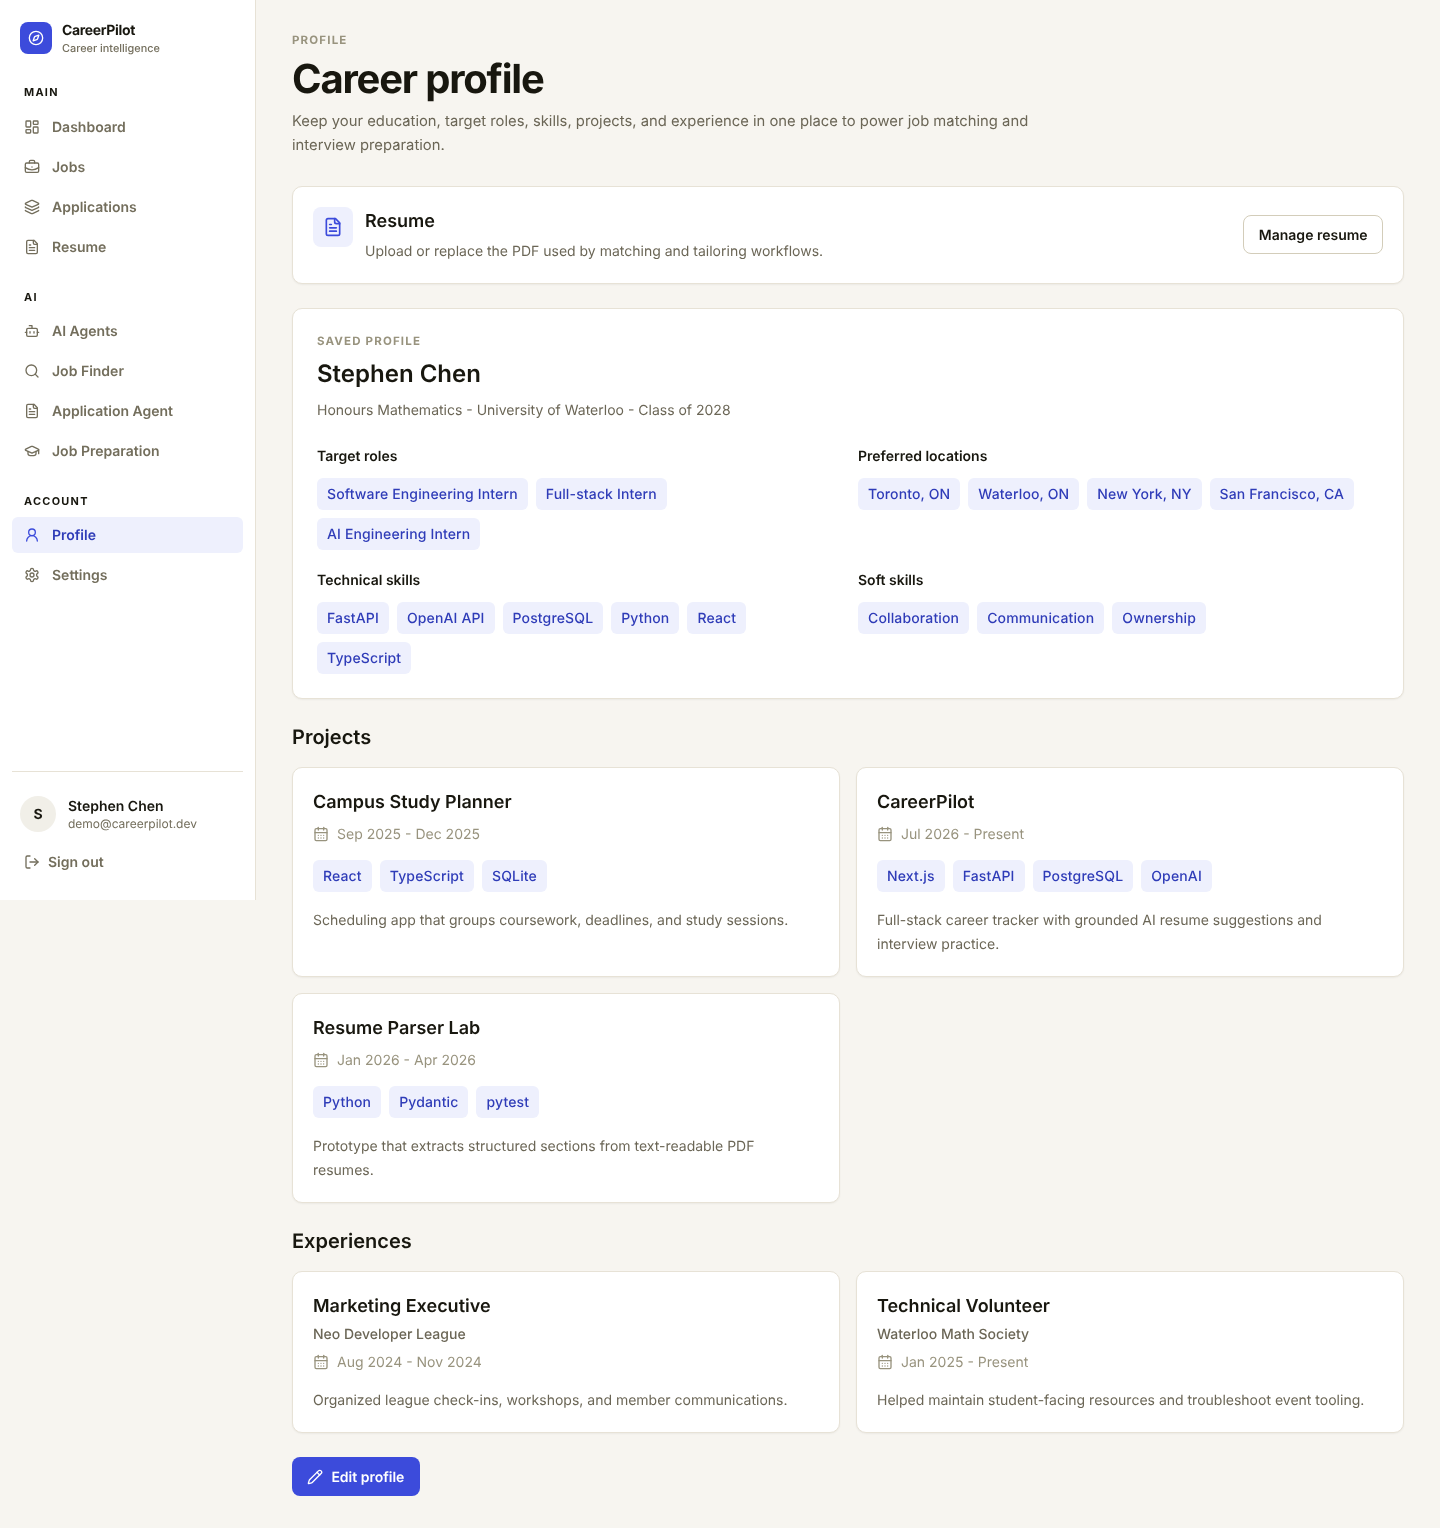 CareerPilot
Career intelligence
MAIN
Dashboard
Jobs
Applications
Resume
AI
AI Agents
Job Finder
Application Agent
Job Preparation
ACCOUNT
Profile
Settings
S
Stephen Chen
demo@careerpilot.dev
Sign out
PROFILE
Career profile
Keep your education, target roles, skills, projects, and experience in one place to power job matching and
interview preparation.
Resume
Upload or replace the PDF used by matching and tailoring workflows.
Manage resume
SAVED PROFILE
Stephen Chen
Honours Mathematics - University of Waterloo - Class of 2028
Target roles
Software Engineering Intern Full-stack Intern
AI Engineering Intern
Preferred locations
Toronto, ON Waterloo, ON New York, NY San Francisco, CA
Technical skills
FastAPI OpenAI API PostgreSQL Python React
TypeScript
Soft skills
Collaboration Communication Ownership
Projects
Campus Study Planner
Sep 2025 - Dec 2025
React TypeScript SQLite
Scheduling app that groups coursework, deadlines, and study sessions.
CareerPilot
Jul 2026 - Present
Next.js FastAPI PostgreSQL OpenAI
Full-stack career tracker with grounded AI resume suggestions and
interview practice.
Resume Parser Lab
Jan 2026 - Apr 2026
Python Pydantic pytest
Prototype that extracts structured sections from text-readable PDF
resumes.
Experiences
Marketing Executive
Neo Developer League
Aug 2024 - Nov 2024
Organized league check-ins, workshops, and member communications.
Technical Volunteer
Waterloo Math Society
Jan 2025 - Present
Helped maintain student-facing resources and troubleshoot event tooling.
Edit profile